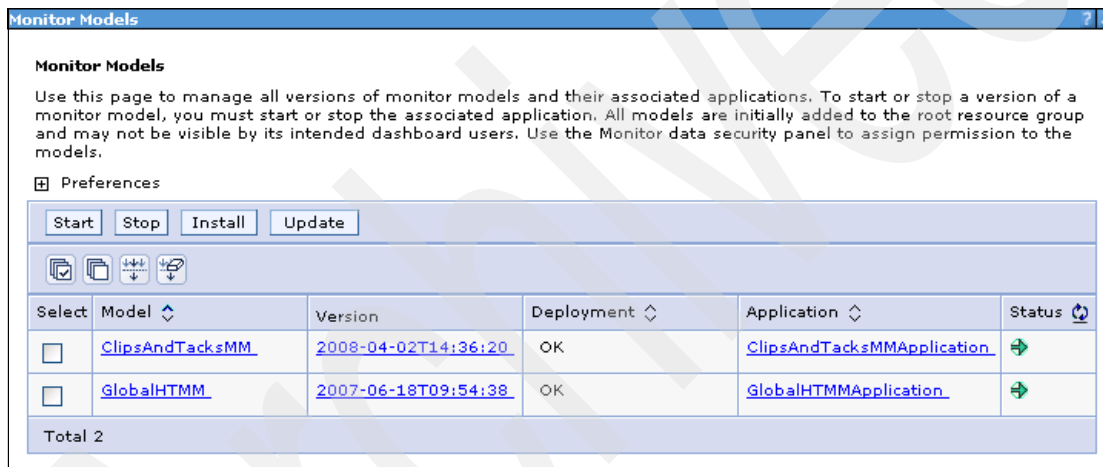 Monitor Models
?
Monitor Models
Use this page to manage all versions of monitor models and their associated applications. To start or stop a version of a
monitor model, you must start or stop the associated application. All models are initially added to the root resource group
and may not be visible by its intended dashboard users. Use the Monitor data security panel to assign permission to the
models.
Preferences
Start Stop Install Update
Select Model Version Deployment Application Status
ClipsAndTacksMM 2008-04-02T14:36:20 OK ClipsAndTacksMMApplication
GlobalHTMM 2007-06-18T09:54:38 OK GlobalHTMMApplication
Total 2